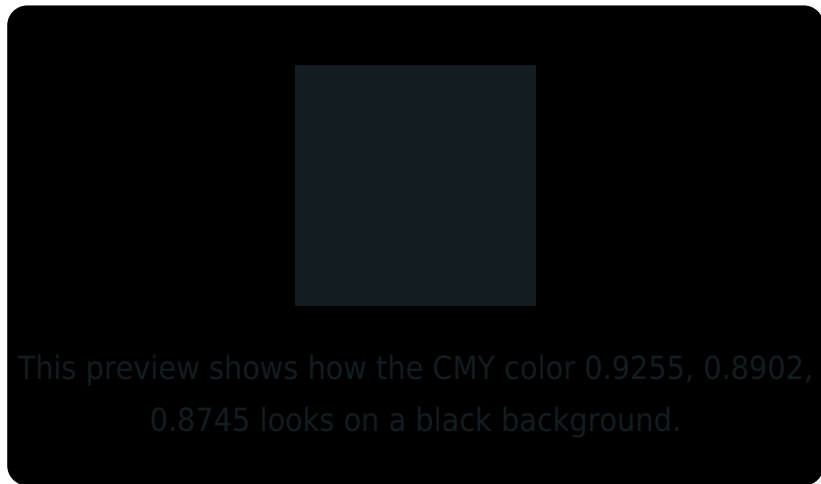 This preview shows how the CMY color 0.9255, 0.8902,
0.8745 looks on a black background.